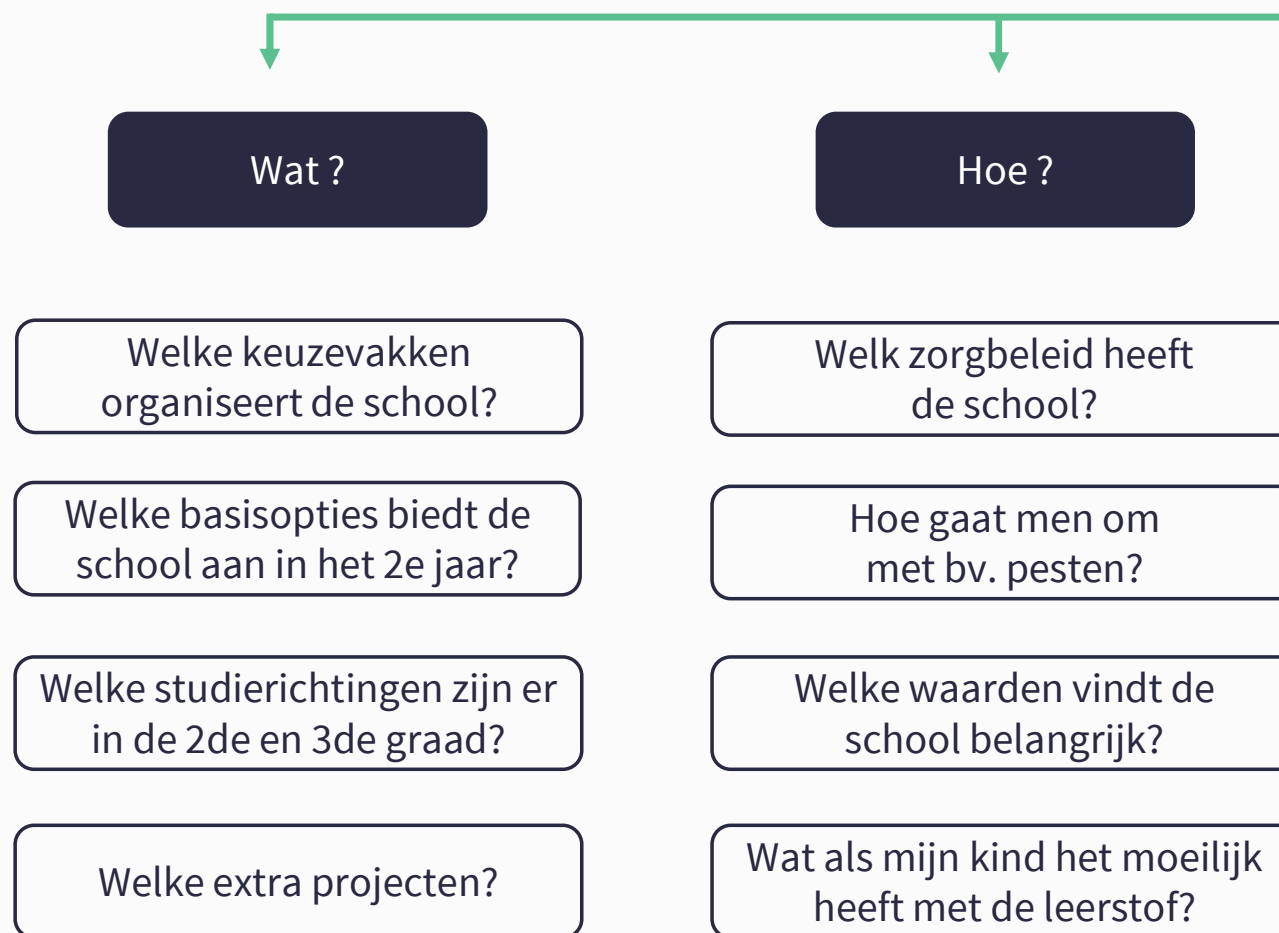 Wat ?
Welke keuzevakken
organiseert de school?
Welke basisopties biedt de
school aan in het 2e jaar?
Welke studierichtingen zijn er
in de 2de en 3de graad?
Welke extra projecten?
Hoe ?
Welk zorgbeleid heeft
de school?
Hoe gaat men om
met bv. pesten?
Welke waarden vindt de
school belangrijk?
Wat als mijn kind het moeilijk
heeft met de leerstof?